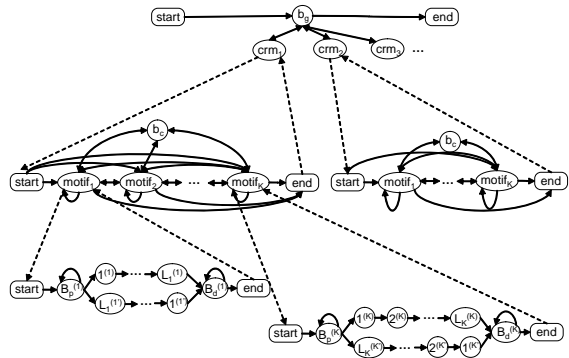 start b_g end
crm_1 crm_2 crm_3 ...
b_c b_c
start motif_1 motif_2 ... motif_K end start motif_1 ... motif_K end
1^(1) ... L_1^(1)
start B_p^(1) B_d^(1) end
L_1^(1') ... 1^(1')
1^(K) 2^(K) ... L_K^(K)
start B_p^(K) B_d^(K) end
L_K^(K') ... 2^(K') 1^(K')